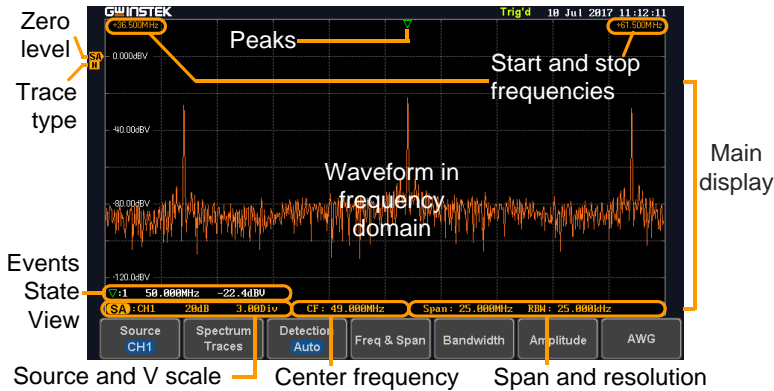 GWINSTEK Trig'd 10 Jul 2017 11:12:11
+36.500MHz +61.500MHz
Zero
level
SA
N
Trace
type
Peaks
Start and stop
frequencies
0.000dBV
-40.00dBV
Waveform in
frequency
domain
-80.00dBV
Main
display
-120.0dBV
Events
State
View
▽:1 50.000MHz -22.4dBV
SA :CH1 20dB 3.00Div CF: 49.000MHz Span: 25.000MHz RBW: 25.000kHz
Source
CH1
Spectrum
Traces
Detection
Auto
Freq & Span
Bandwidth
Amplitude
AWG
Source and V scale
Center frequency
Span and resolution